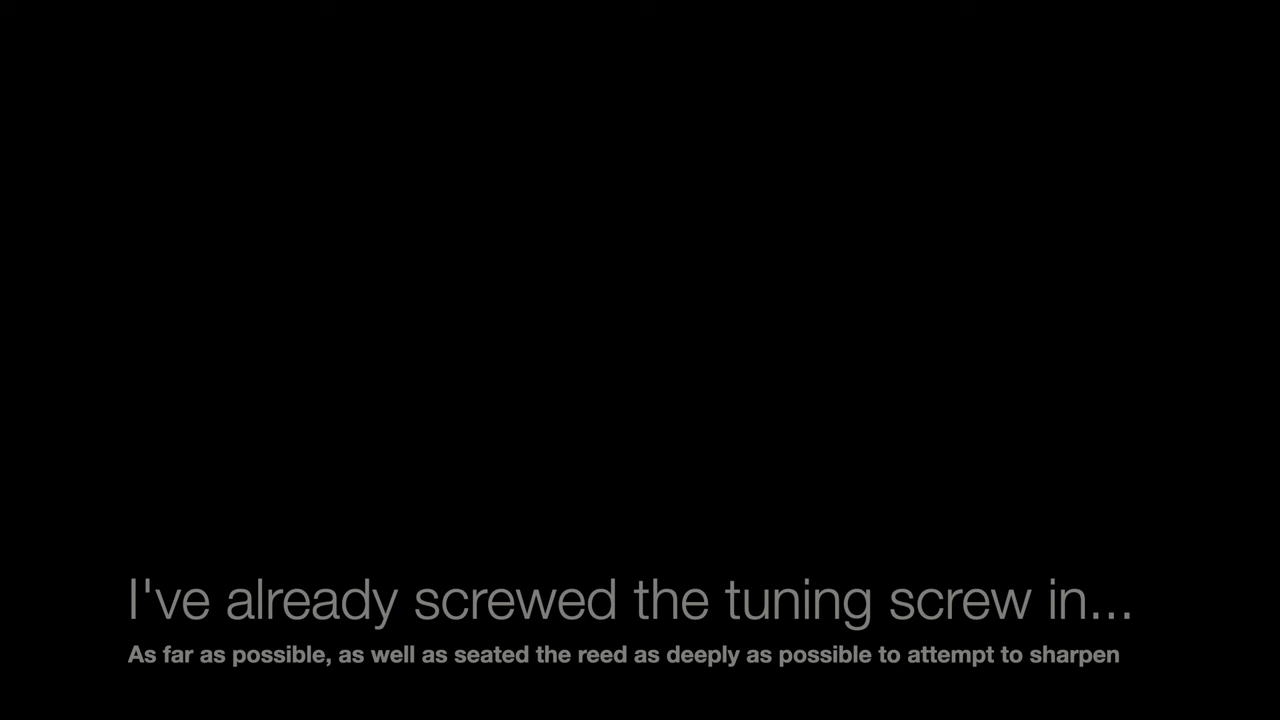 I've already screwed the tuning screw in...
As far as possible, as well as seated the reed as deeply as possible to attempt to sharpen